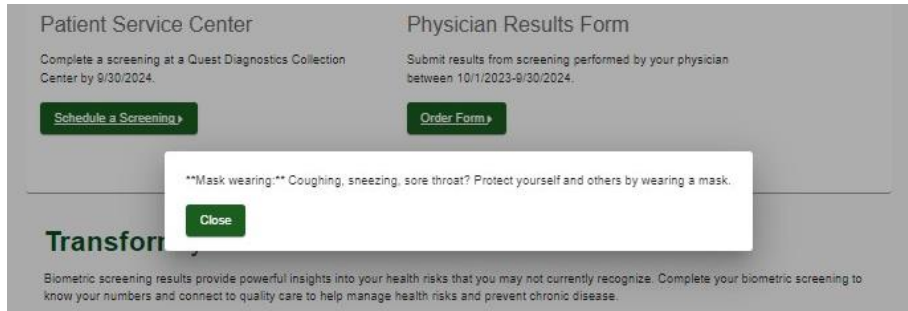 Patient Service Center
Complete a screening at a Quest Diagnostics Collection
Center by 9/30/2024.
Schedule a Screening
Physician Results Form
Submit results from screening performed by your physician
between 10/1/2023-9/30/2024.
Order Form
**Mask wearing:** Coughing, sneezing, sore throat? Protect yourself and others by wearing a mask.
Close
Biometric screening results provide powerful insights into your health risks that you may not currently recognize. Complete your biometric screening to
know your numbers and connect to quality care to help manage health risks and prevent chronic disease.